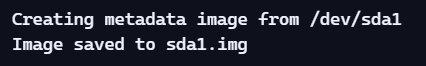 Creating metadata image from /dev/sda1
Image saved to sda1.img